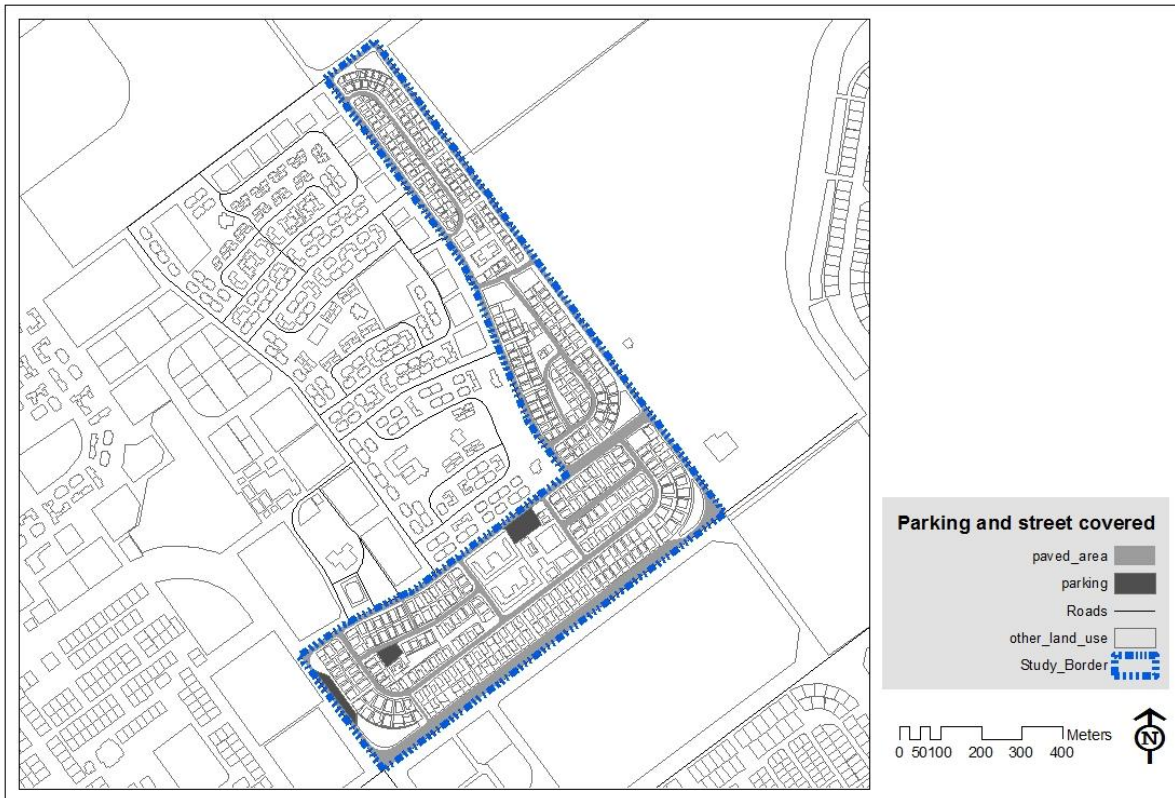 Parking and street covered
paved_area
parking
Roads
other_land_use
Study_Border
Meters
0 50100 200 300 400
N